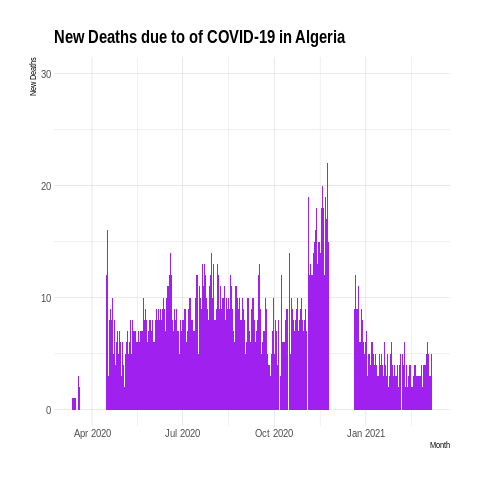 New Deaths due to of COVID-19 in Algeria
New Deaths
30
20
10
0
Apr 2020
Jul 2020
Oct 2020
Jan 2021
Month